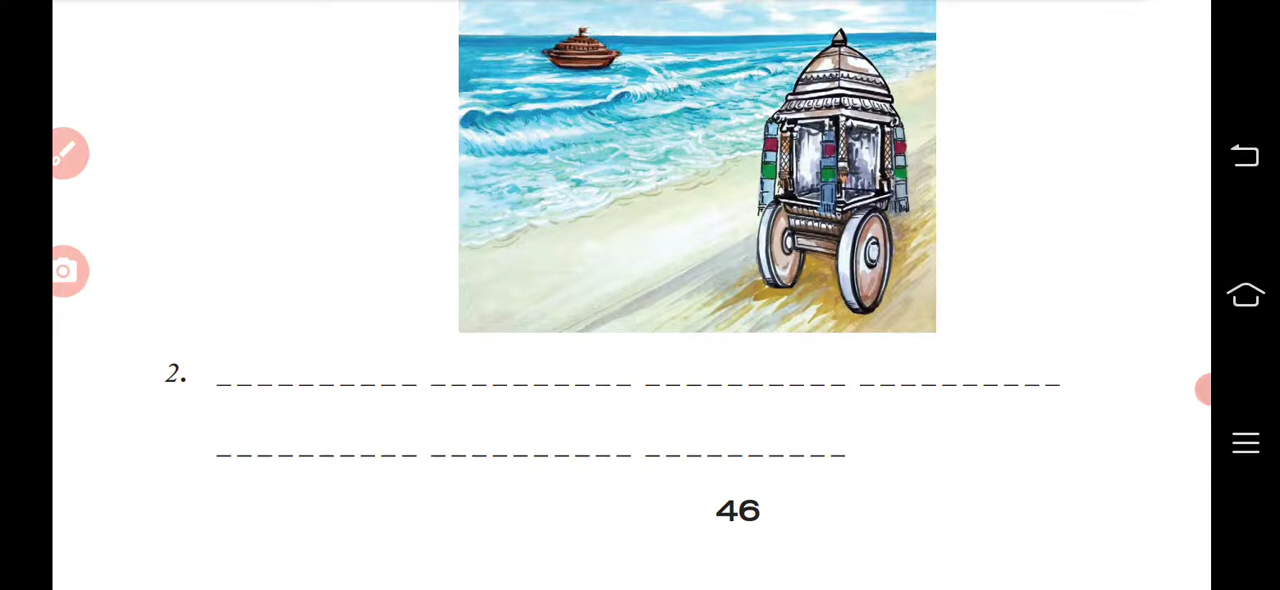 2. _ _ _ _ _ _ _ _ _ _ _ _ _ _ _ _ _ _ _ _ _ _ _ _ _ _ _ _ _ _ _ _ _ _ _ _ _ _ _ _
_ _ _ _ _ _ _ _ _ _ _ _ _ _ _ _ _ _ _ _ _ _ _ _ _ _ _ _ _ _
46